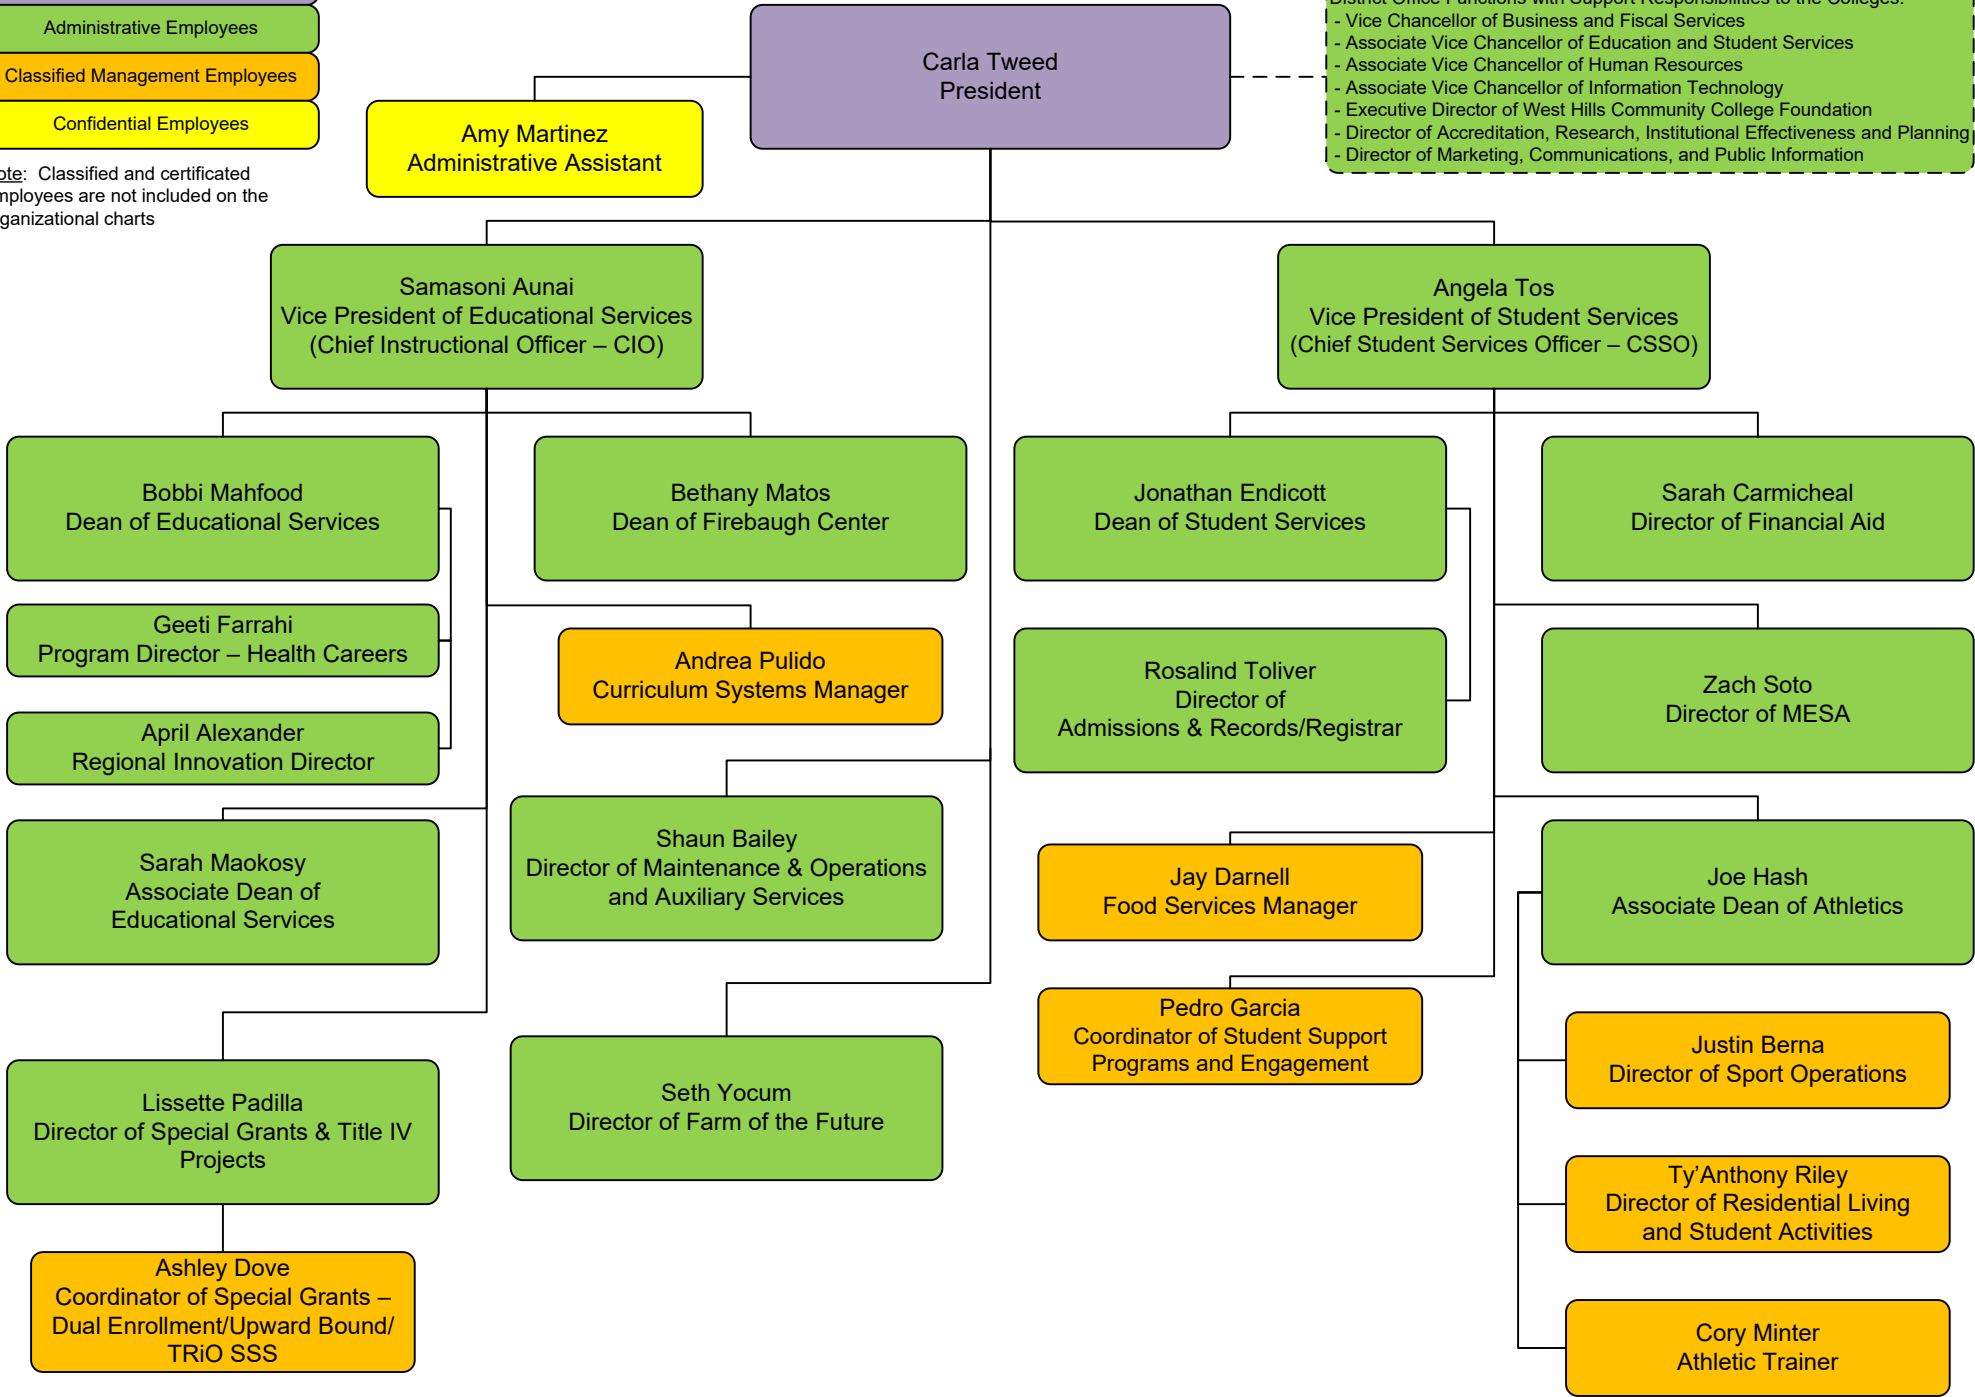 Administrative Employees
Classified Management Employees
Confidential Employees
ote: Classified and certificated
mployees are not included on the
ganizational charts
Carla Tweed
President
District Office Functions with Support Responsibilities to the Colleges:
- Vice Chancellor of Business and Fiscal Services
- Associate Vice Chancellor of Education and Student Services
- Associate Vice Chancellor of Human Resources
- Associate Vice Chancellor of Information Technology
- Executive Director of West Hills Community College Foundation
- Director of Accreditation, Research, Institutional Effectiveness and Planning
- Director of Marketing, Communications, and Public Information
Amy Martinez
Administrative Assistant
Samasoni Aunai
Vice President of Educational Services
(Chief Instructional Officer – CIO)
Angela Tos
Vice President of Student Services
(Chief Student Services Officer – CSSO)
Bobbi Mahfood
Dean of Educational Services
Bethany Matos
Dean of Firebaugh Center
Jonathan Endicott
Dean of Student Services
Sarah Carmicheal
Director of Financial Aid
Geeti Farrahi
Program Director – Health Careers
Andrea Pulido
Curriculum Systems Manager
Rosalind Toliver
Director of
Admissions & Records/Registrar
Zach Soto
Director of MESA
April Alexander
Regional Innovation Director
Sarah Maokosy
Associate Dean of
Educational Services
Shaun Bailey
Director of Maintenance & Operations
and Auxiliary Services
Jay Darnell
Food Services Manager
Joe Hash
Associate Dean of Athletics
Pedro Garcia
Coordinator of Student Support
Programs and Engagement
Justin Berna
Director of Sport Operations
Lissette Padilla
Director of Special Grants & Title IV
Projects
Seth Yocum
Director of Farm of the Future
Ty’Anthony Riley
Director of Residential Living
and Student Activities
Ashley Dove
Coordinator of Special Grants –
Dual Enrollment/Upward Bound/
TRiO SSS
Cory Minter
Athletic Trainer